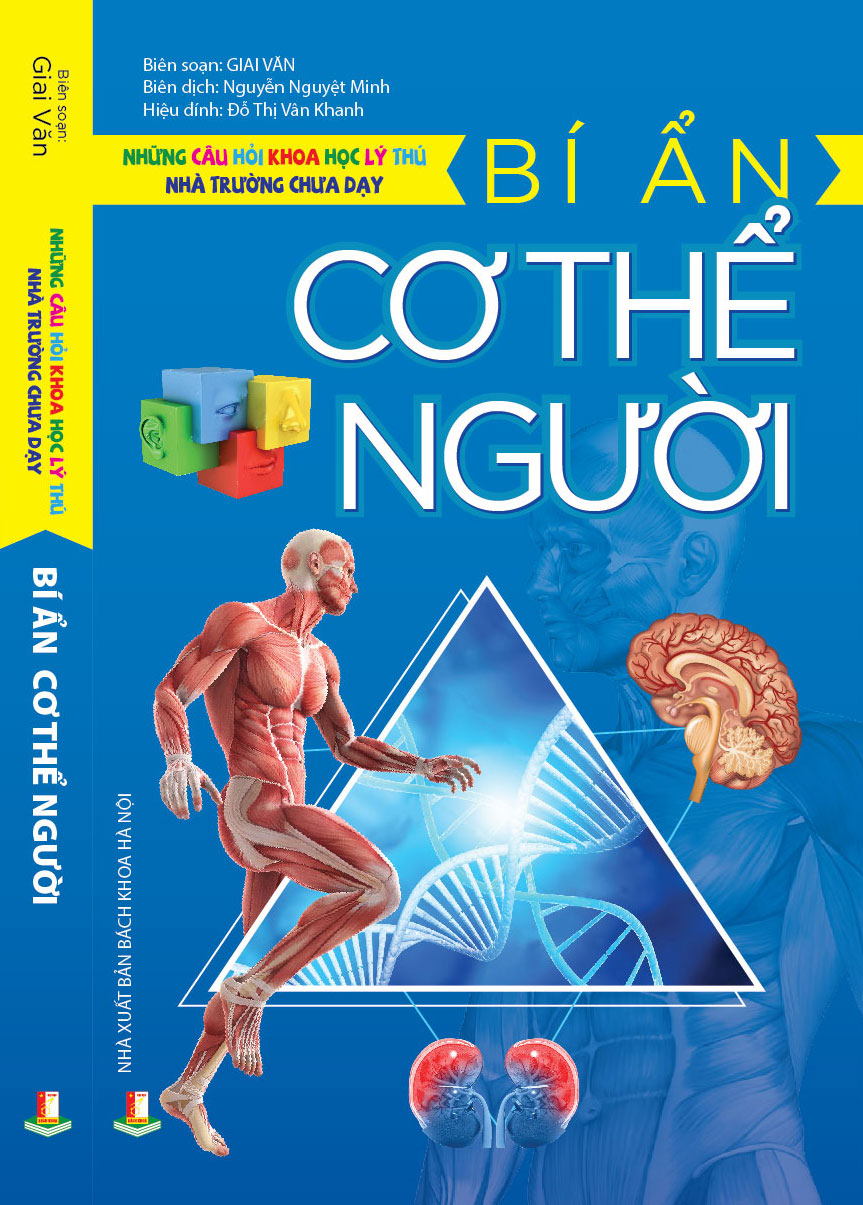 Biên soạn:
Giai Văn
NHỮNG CÂU HỎI KHOA HỌC LÝ THÚ
NHÀ TRƯỜNG CHƯA DẠY
BÍ ẨN CƠ THỂ NGƯỜI
Biên soạn: GIAI VĂN
Biên dịch: Nguyễn Nguyệt Minh
Hiệu dính: Đỗ Thị Vân Khanh
NHỮNG CÂU HỎI KHOA HỌC LÝ THÚ
NHÀ TRƯỜNG CHƯA DẠY
BÍ ẨN
CƠ THỂ
NGƯỜI
NHÀ XUẤT BẢN BÁCH KHOA HÀ NỘI